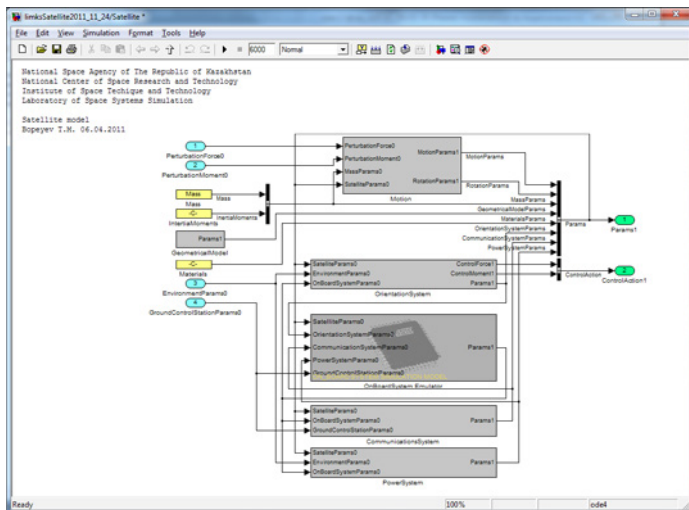 limksSatellite2011_11_24/Satellite *
File Edit View Simulation Format Tools Help
6000 Normal
National Space Agency of The Republic of Kazakhstan
National Center of Space Research and Technology
Institute of Space Techique and Technology
Laboratory of Space Systems Simulation
Satellite model
Bopeyev T.M. 06.04.2011
1
PerturbationForce0
2
PerturbationMoment0
Mass
Mass
Mass
-C-
InertiaMoments
InertiaMoments
Params1
GeometricalModel
-C-
Materials
3
EnvironmentParams0
4
GroundControlStationParams0
PerturbationForce0
PerturbationMoment0
MassParams0
SatelliteParams0
MotionParams1
RotationParams1
Motion
MotionParams
RotationParams
MassParams
GeometricalModelParams
MaterialsParams
OrientationSystemParams
CommunicationSystemParams
PowerSystemParams
Params
1
Params1
ControlAction
2
ControlAction1
SatelliteParams0
EnvironmentParams0
OnBoardSystemParams0
ControlForce1
ControlMoment1
Params1
OrientationSystem
SatelliteParams0
OrientationSystemParams0
CommunicationSystemParams0
PowerSystemParams0
GroundControlStationParams0
Params1
OnBoardSystem Emulator
SatelliteParams0
OnBoardSystemParams0
GroundControlStationParams0
Params1
CommunicationsSystem
SatelliteParams0
EnvironmentParams0
OnBoardSystemParams0
Params1
PowerSystem
Ready 100% ode4